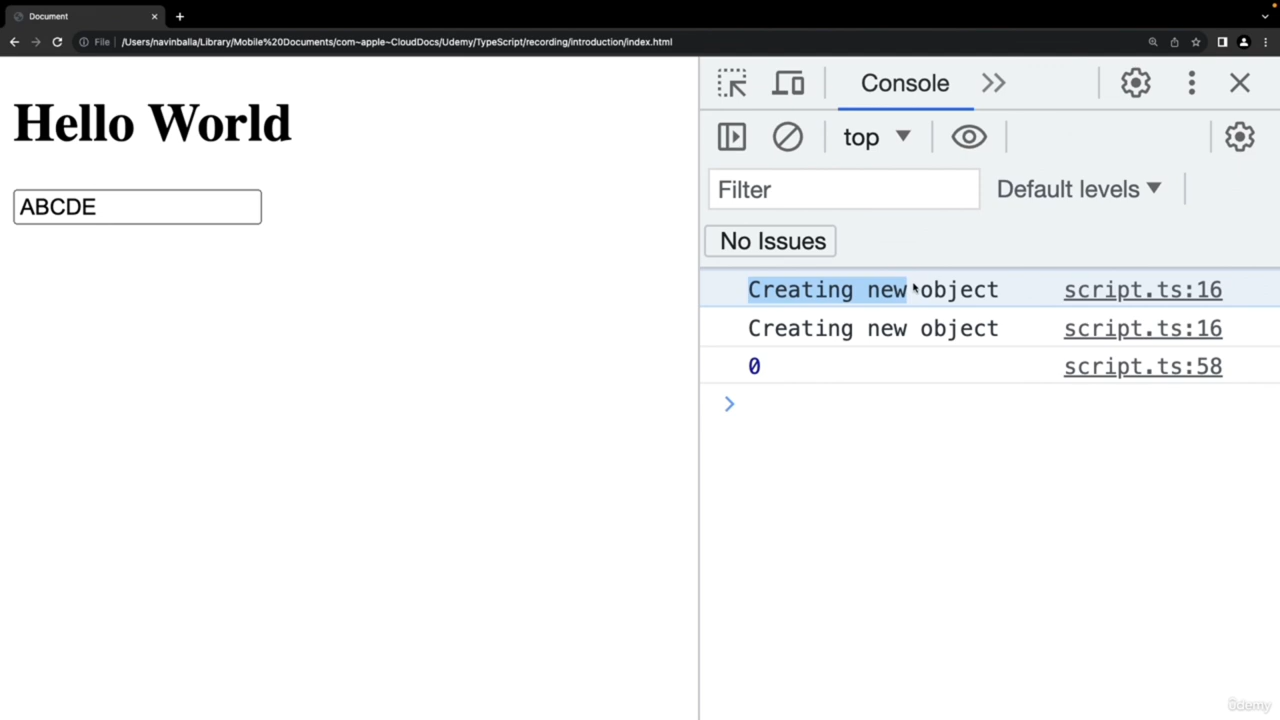 Document
File
/Users/navinballa/Library/Mobile%20Documents/com~apple~CloudDocs/Udemy/TypeScript/recording/introduction/index.html
Hello World
ABCDE
Console
top
Filter
Default levels
No Issues
Creating new object script.ts:16
Creating new object script.ts:16
0 script.ts:58
ûdemy